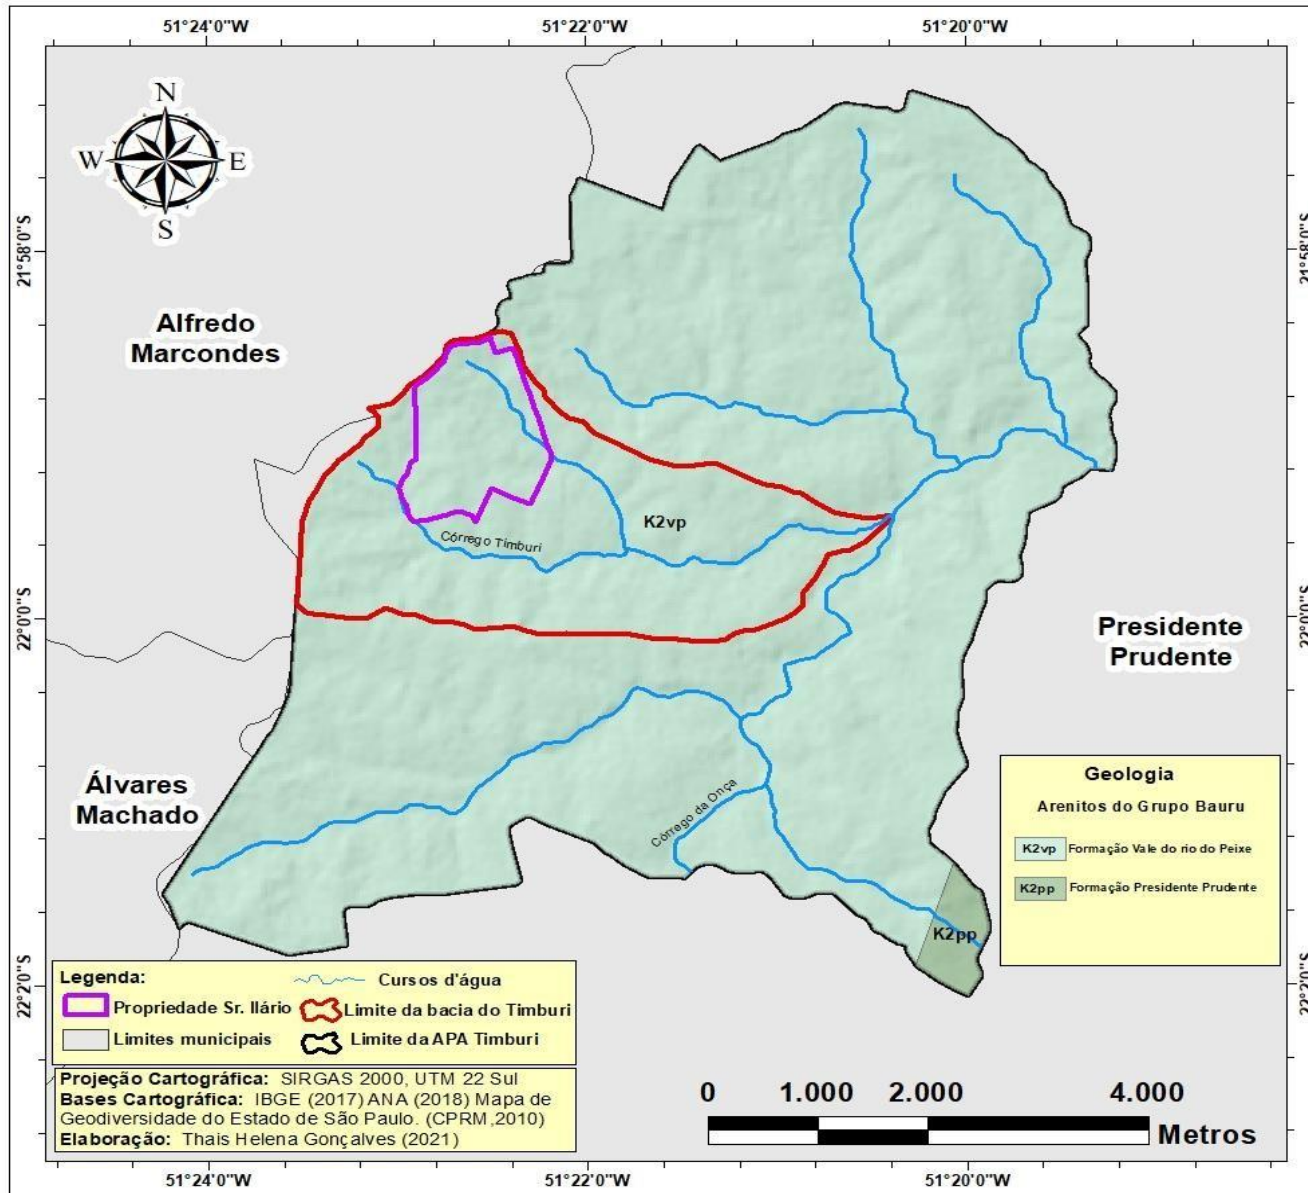 51°24'0"W
51°22'0"W
51°20'0"W
N
W
E
S
21°58'0"S
21°58'0"S
Alfredo
Marcondes
K2vp
Córrego Timburi
22°0'0"S
22°0'0"S
Presidente
Prudente
Álvares
Machado
Córrego da Onça
Geologia
Arenitos do Grupo Bauru
K2vp
Formação Vale do rio do Peixe
K2pp
Formação Presidente Prudente
K2pp
22°2'0"S
22°2'0"S
Legenda:
Cursos d'água
Propriedade Sr. Ilário
Limite da bacia do Timburi
Limites municipais
Limite da APA Timburi
Projeção Cartográfica: SIRGAS 2000, UTM 22 Sul
Bases Cartográfica: IBGE (2017) ANA (2018) Mapa de
Geodiversidade do Estado de São Paulo. (CPRM,2010)
Elaboração: Thais Helena Gonçalves (2021)
0 1.000 2.000 4.000
Metros
51°24'0"W
51°22'0"W
51°20'0"W